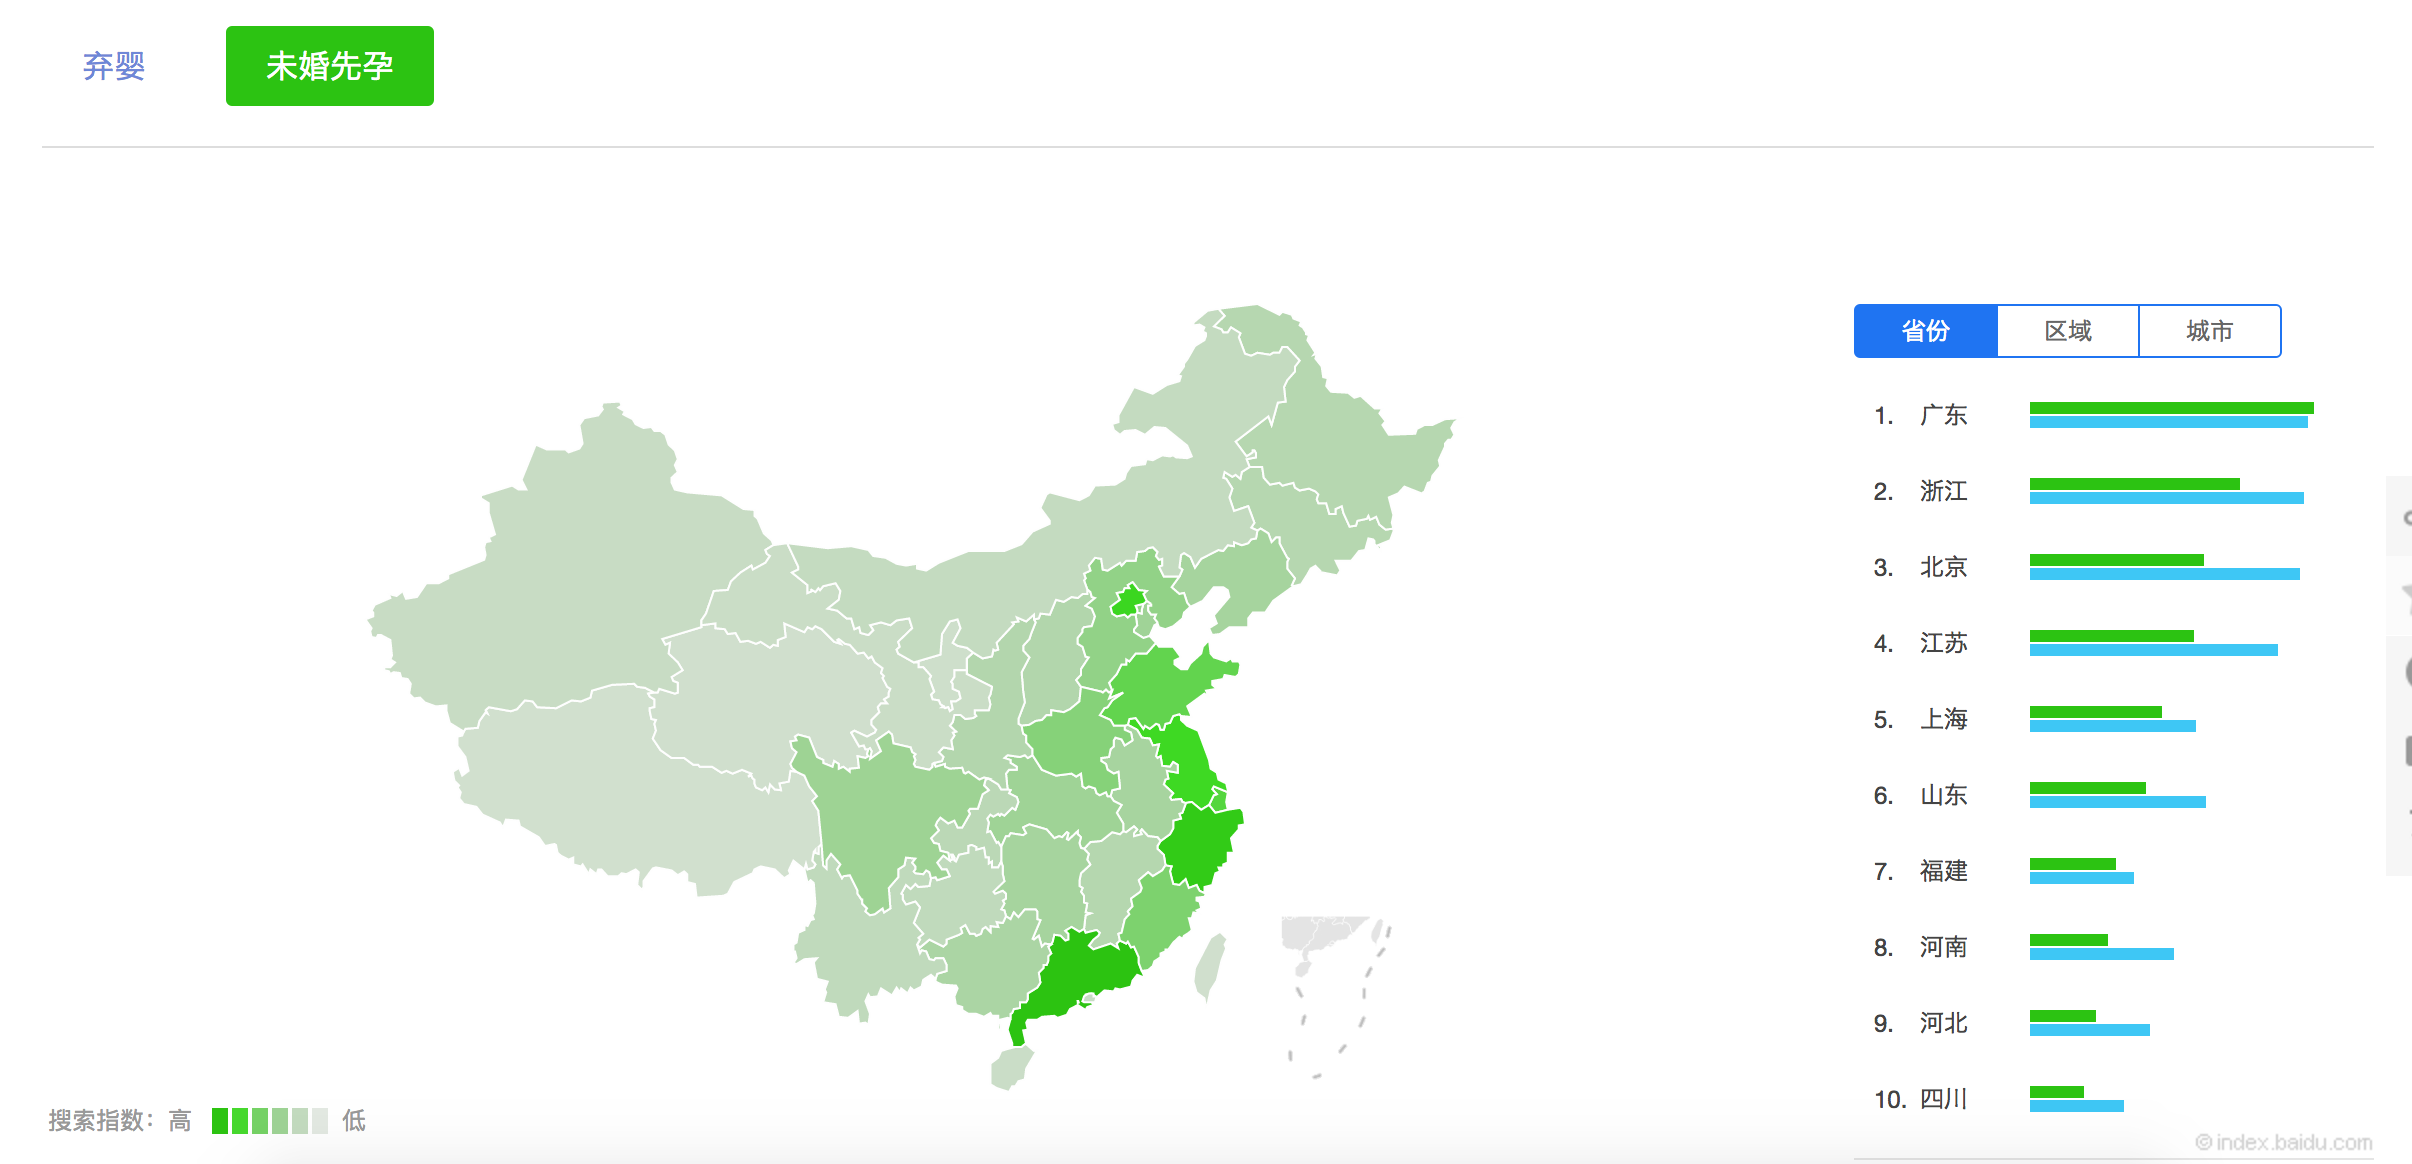 弃婴 未婚先孕
省份 区域 城市
1. 广东
2. 浙江
3. 北京
4. 江苏
5. 上海
6. 山东
7. 福建
8. 河南
9. 河北
10. 四川
搜索指数：高 低
©index.baidu.com